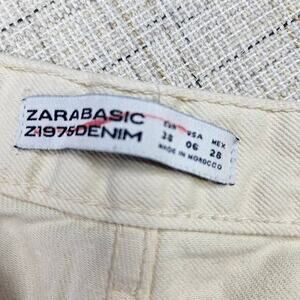 ZARABASIC
Z1975DENIM
EUR USA MEX
38 06 28
MADE IN MOROCCO